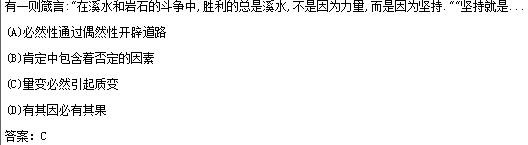 有一则箴言:"在溪水和岩石的斗争中,胜利的总是溪水,不是因为力量,而是因为坚持.""坚持就是...
(A)必然性通过偶然性开辟道路
(B)肯定中包含着否定的因素
(C)量变必然引起质变
(D)有其因必有其果
答案: C